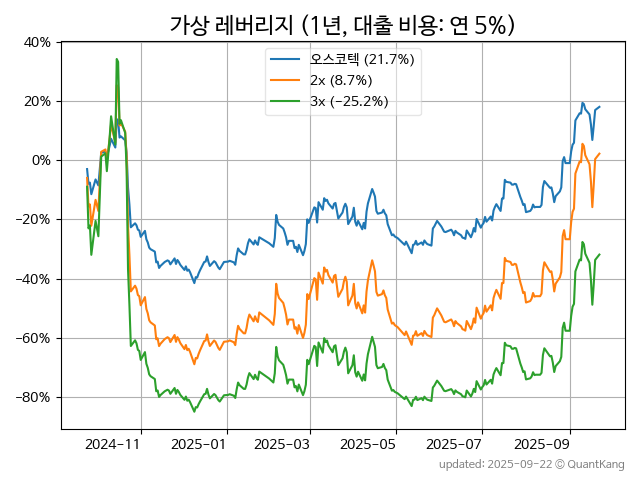 가상 레버리지 (1년, 대출 비용: 연 5%)
40%
20%
0%
−20%
−40%
−60%
−80%
오스코텍 (21.7%)
2x (8.7%)
3x (−25.2%)
2024-11
2025-01
2025-03
2025-05
2025-07
2025-09
updated: 2025-09-22 © QuantKang